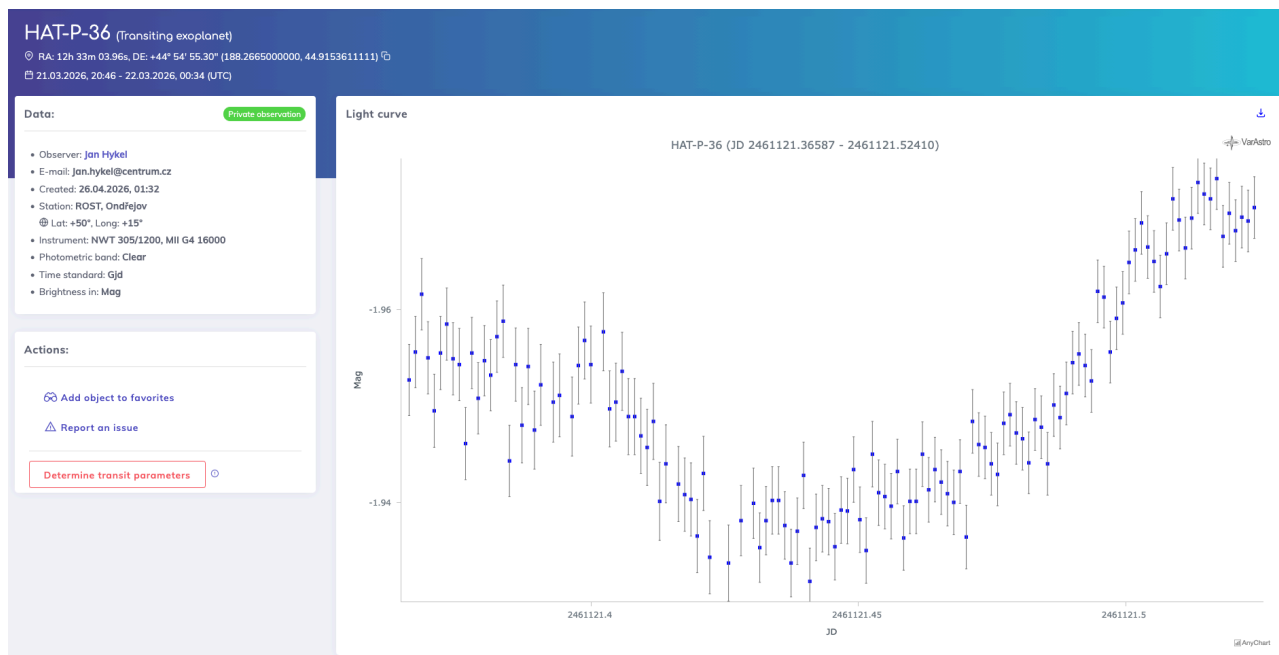 HAT-P-36 (Transiting exoplanet)
RA: 12h 33m 03.96s, DE: +44° 54' 55.30" (188.2665000000, 44.9153611111)
21.03.2026, 20:46 - 22.03.2026, 00:34 (UTC)
Data:
Private observation
Observer: Jan Hykel
E-mail: Jan.hykel@centrum.cz
Created: 26.04.2026, 01:32
Station: ROST, Ondřejov
Lat: +50°, Long: +15°
Instrument: NWT 305/1200, MII G4 16000
Photometric band: Clear
Time standard: Gjd
Brightness in: Mag
Actions:
Add object to favorites
Report an issue
Determine transit parameters
Light curve
HAT-P-36 (JD 2461121.36587 - 2461121.52410)
VarAstro
-1.96
Mag
-1.94
2461121.4
2461121.45
2461121.5
JD
AnyChart